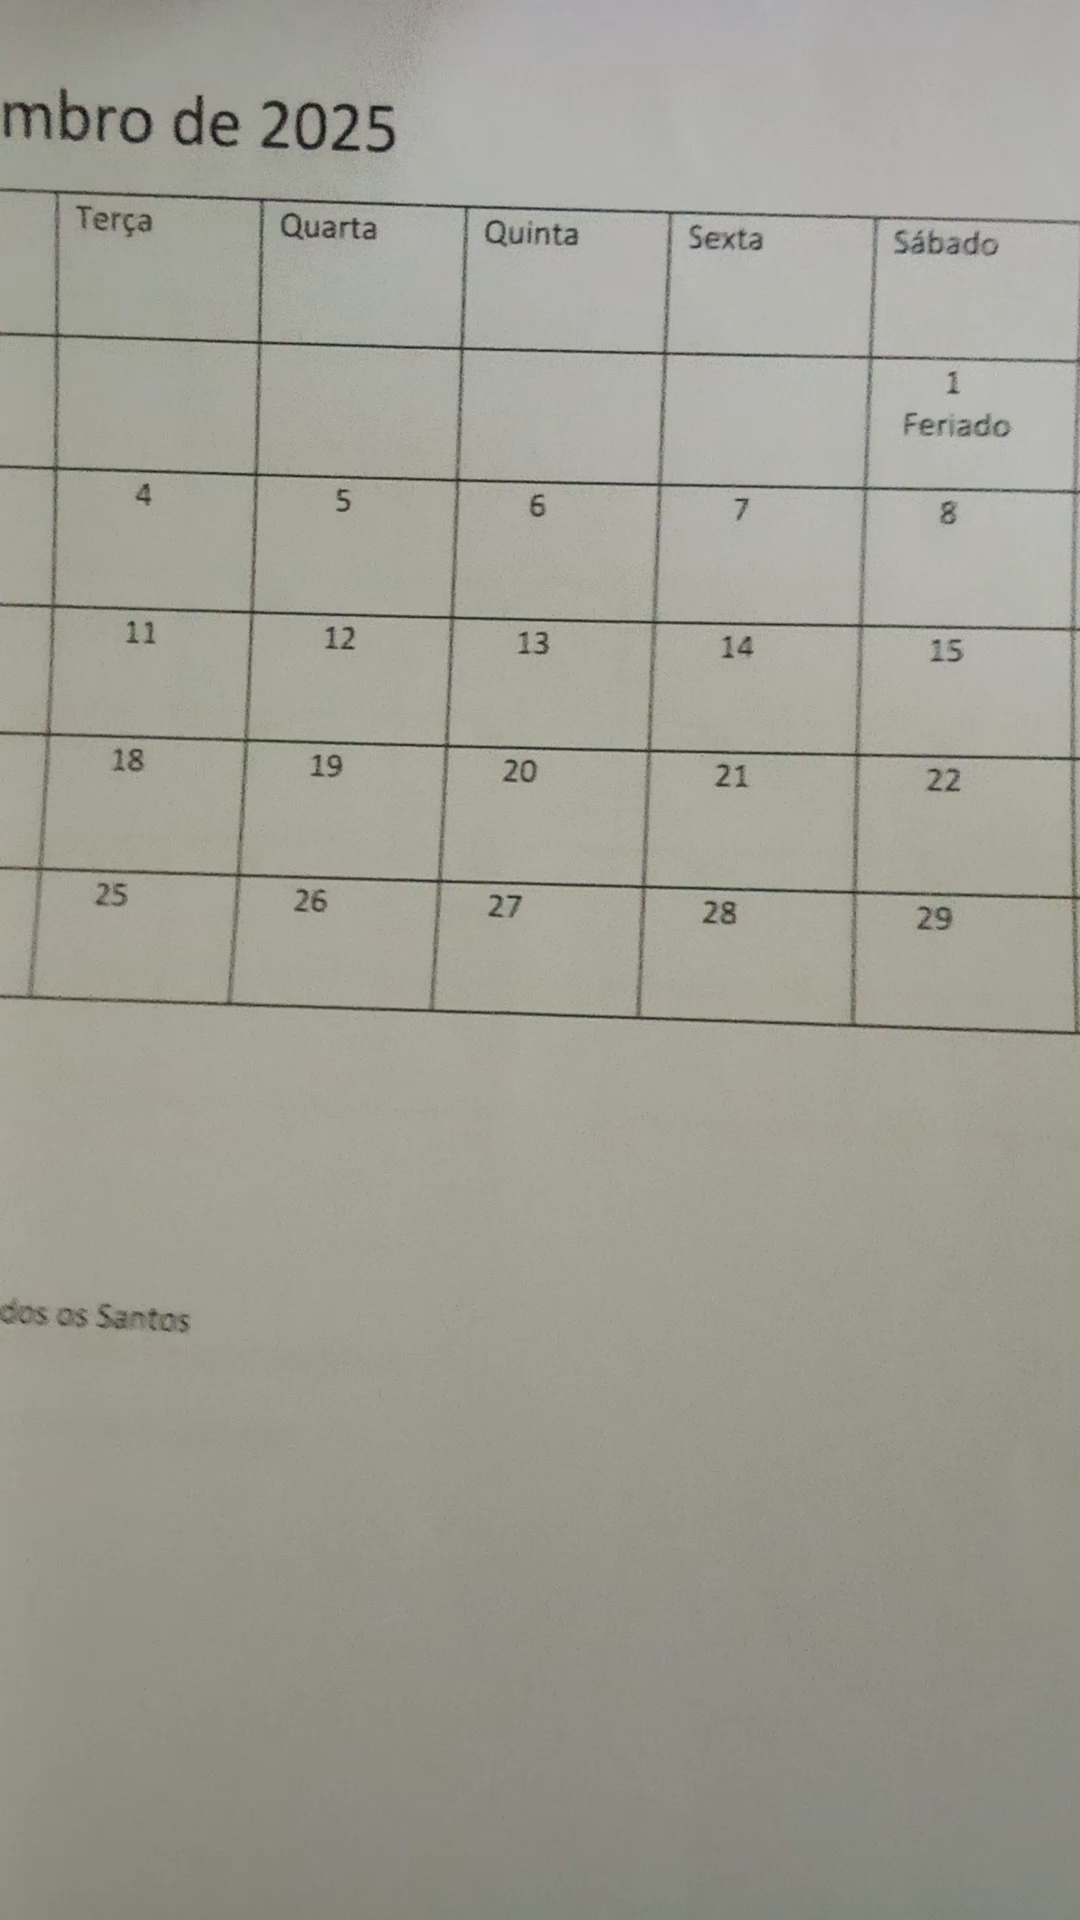 mbro de 2025
Terça Quarta Quinta Sexta Sábado
1
Feriado
4 5 6 7 8
11 12 13 14 15
18 19 20 21 22
25 26 27 28 29
dos os Santos